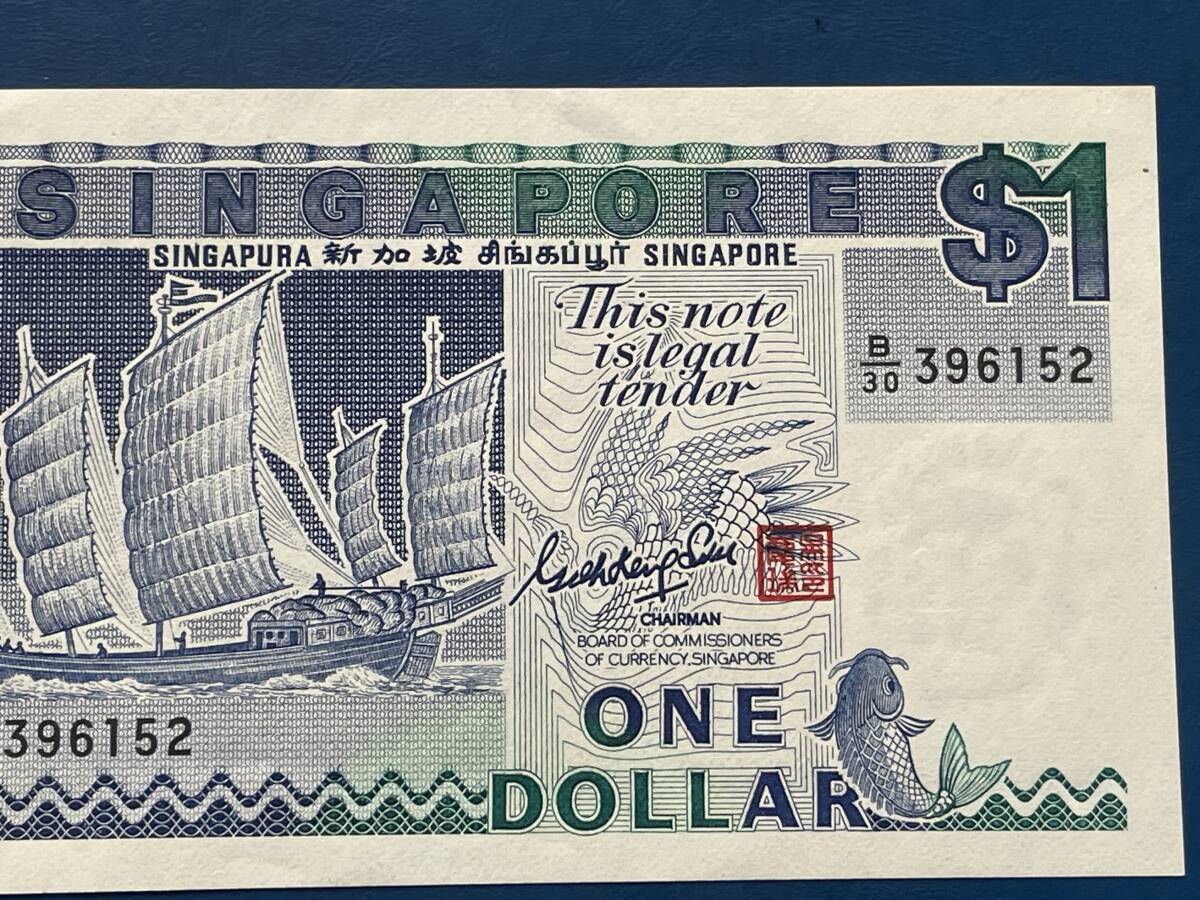 SINGAPORE $1
SINGAPURA 新加坡 சிங்கப்பூர் SINGAPORE
This note
is legal
tender
B/30 396152
CHAIRMAN
BOARD OF COMMISSIONERS
OF CURRENCY, SINGAPORE
ONE
DOLLAR
396152